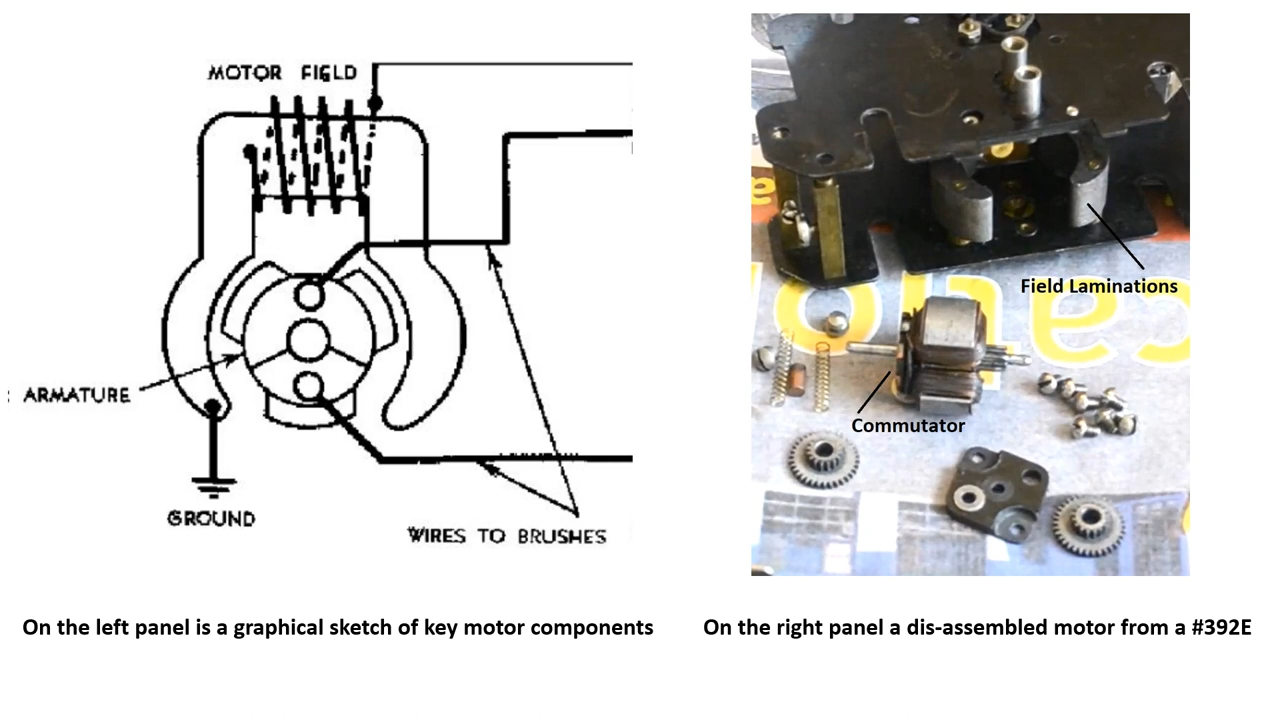 MOTOR FIELD
ARMATURE
GROUND
WIRES TO BRUSHES
Field Laminations
Commutator
On the left panel is a graphical sketch of key motor components
On the right panel a dis-assembled motor from a #392E